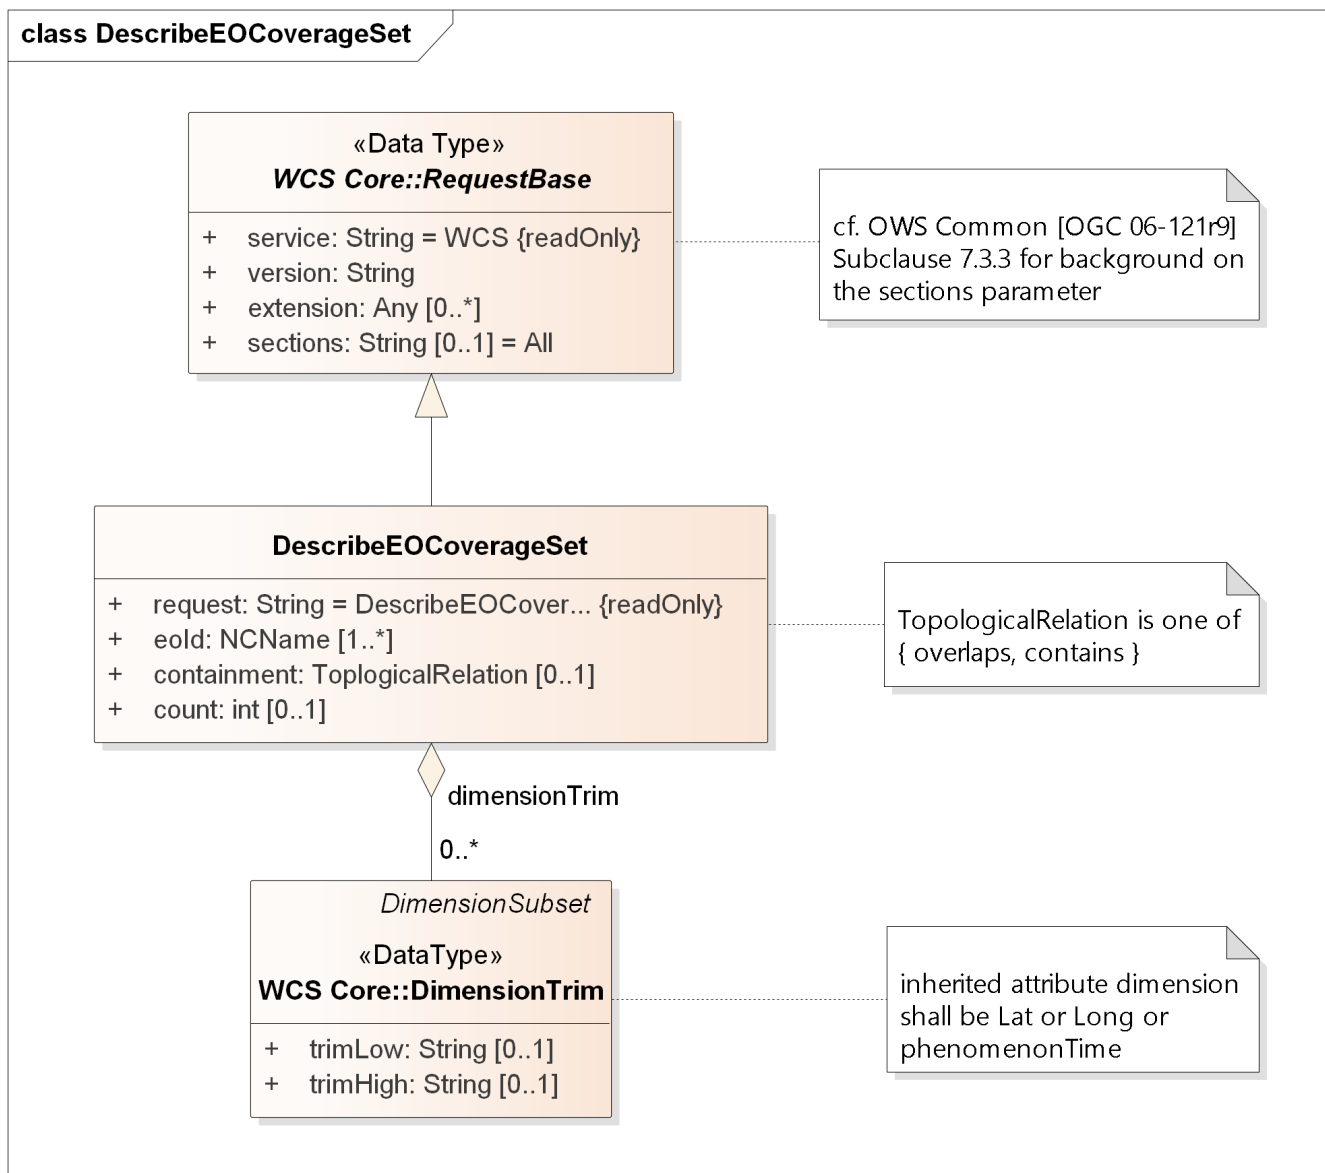 class DescribeEOCoverageSet
«Data Type»
WCS Core::RequestBase
+ service: String = WCS {readOnly}
+ version: String
+ extension: Any [0..*]
+ sections: String [0..1] = All
cf. OWS Common [OGC 06-121r9]
Subclause 7.3.3 for background on
the sections parameter
DescribeEOCoverageSet
+ request: String = DescribeEOCover... {readOnly}
+ eoId: NCName [1..*]
+ containment: ToplogicalRelation [0..1]
+ count: int [0..1]
TopologicalRelation is one of
{ overlaps, contains }
dimensionTrim
0..*
DimensionSubset
«DataType»
WCS Core::DimensionTrim
+ trimLow: String [0..1]
+ trimHigh: String [0..1]
inherited attribute dimension
shall be Lat or Long or
phenomenonTime